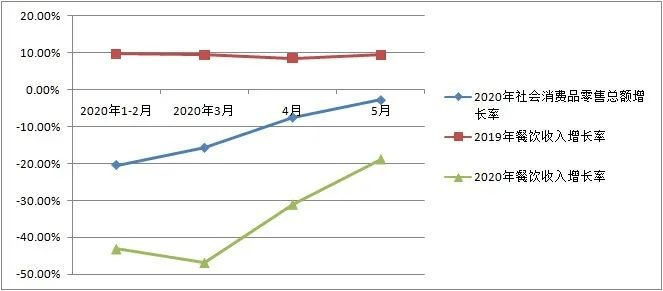 20.00%
10.00%
0.00%
-10.00%
-20.00%
-30.00%
-40.00%
-50.00%
2020年1-2月
2020年3月
4月
5月
2020年社会消费品零售总额增
长率
2019年餐饮收入增长率
2020年餐饮收入增长率